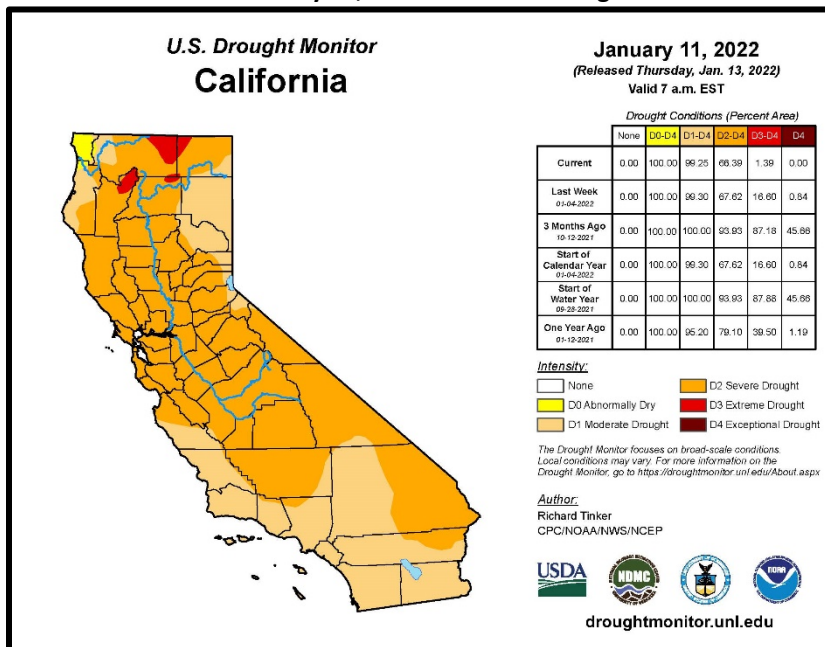 U.S. Drought Monitor
California
January 11, 2022
(Released Thursday, Jan. 13, 2022)
Valid 7 a.m. EST
Drought Conditions (Percent Area)
None D0-D4 D1-D4 D2-D4 D3-D4 D4
Current 0.00 100.00 99.25 66.39 1.39 0.00
Last Week
01-04-2022 0.00 100.00 99.30 67.62 16.60 0.84
3 Months Ago
10-12-2021 0.00 100.00 100.00 93.93 87.18 45.66
Start of
Calendar Year
01-04-2022 0.00 100.00 99.30 67.62 16.60 0.84
Start of
Water Year
09-28-2021 0.00 100.00 100.00 93.93 87.88 45.66
One Year Ago
01-12-2021 0.00 100.00 95.20 79.10 39.50 1.19
Intensity:
None
D2 Severe Drought
D0 Abnormally Dry
D3 Extreme Drought
D1 Moderate Drought
D4 Exceptional Drought
The Drought Monitor focuses on broad-scale conditions.
Local conditions may vary. For more information on the
Drought Monitor, go to https://droughtmonitor.unl.edu/About.aspx
Author:
Richard Tinker
CPC/NOAA/NWS/NCEP
USDA
NDMC
NOAA
droughtmonitor.unl.edu